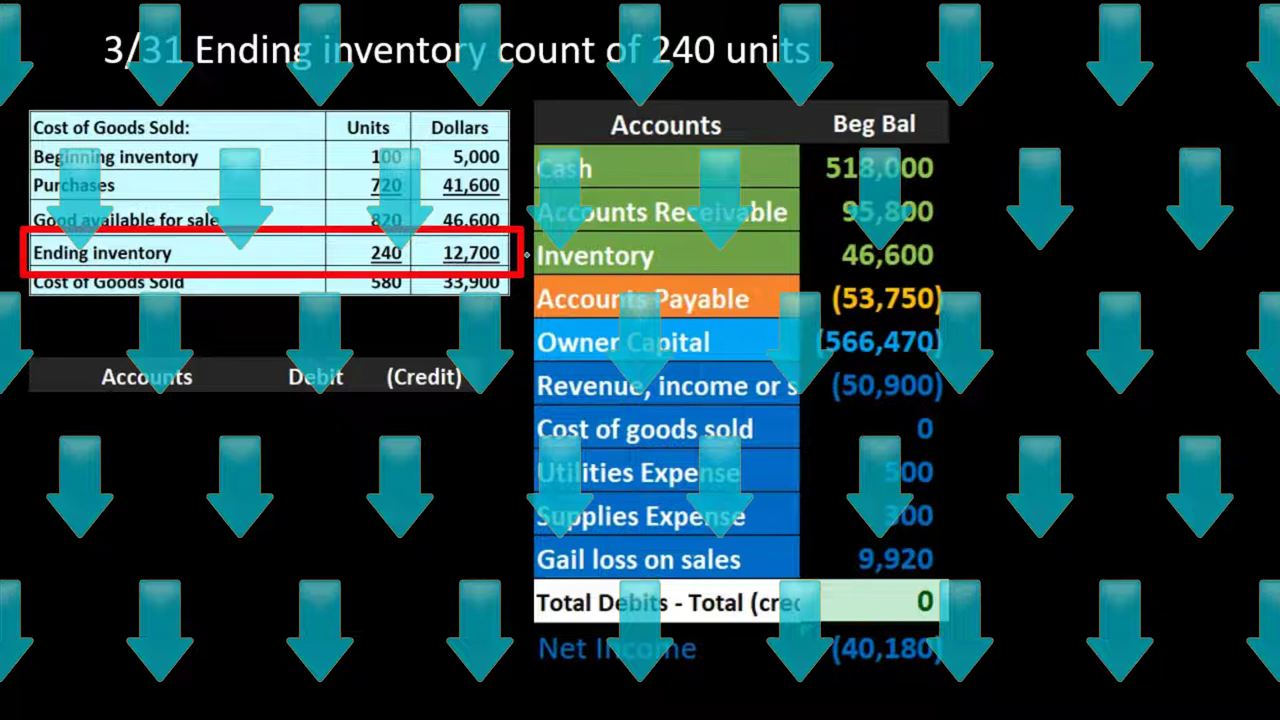 3/31 Ending inventory count of 240 units
Cost of Goods Sold: Units Dollars
Beginning inventory 100 5,000
Purchases 720 41,600
Good available for sale 820 46,600
Ending inventory 240 12,700
Cost of Goods Sold 580 33,900
Accounts Debit (Credit)
Accounts Beg Bal
Cash 518,000
Accounts Receivable 95,800
Inventory 46,600
Accounts Payable (53,750)
Owner Capital (566,470)
Revenue, income or s (50,900)
Cost of goods sold 0
Utilities Expense 500
Supplies Expense 300
Gail loss on sales 9,920
Total Debits - Total (cred 0
Net Income (40,180)